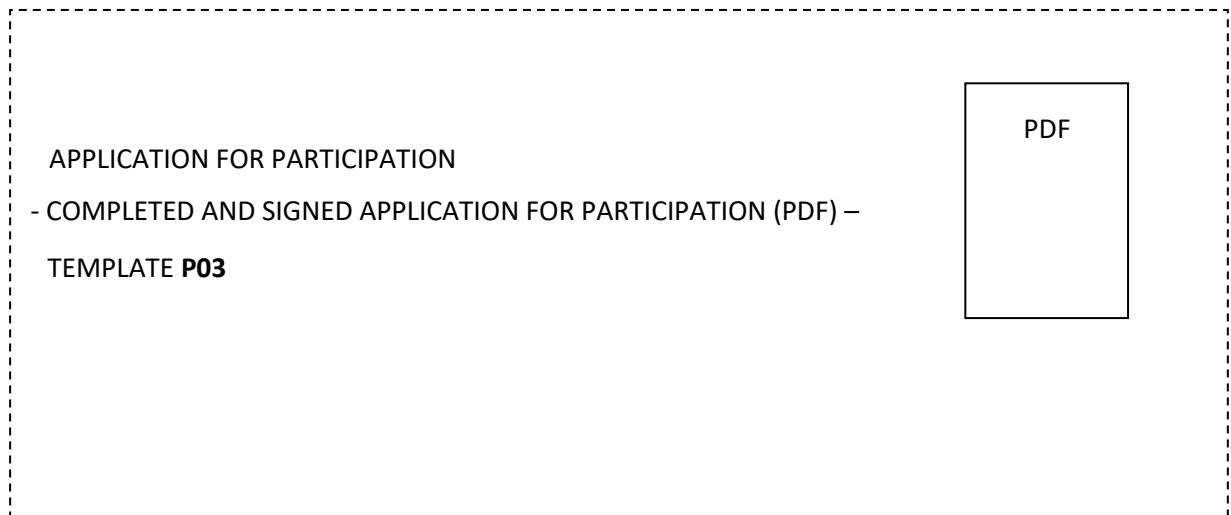 APPLICATION FOR PARTICIPATION
- COMPLETED AND SIGNED APPLICATION FOR PARTICIPATION (PDF) –
TEMPLATE P03
PDF